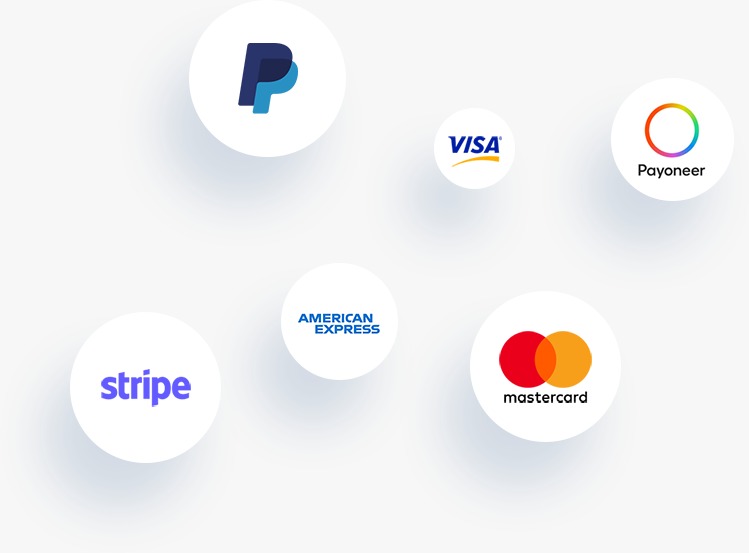 P
VISA
Payoneer
AMERICAN
EXPRESS
stripe
mastercard